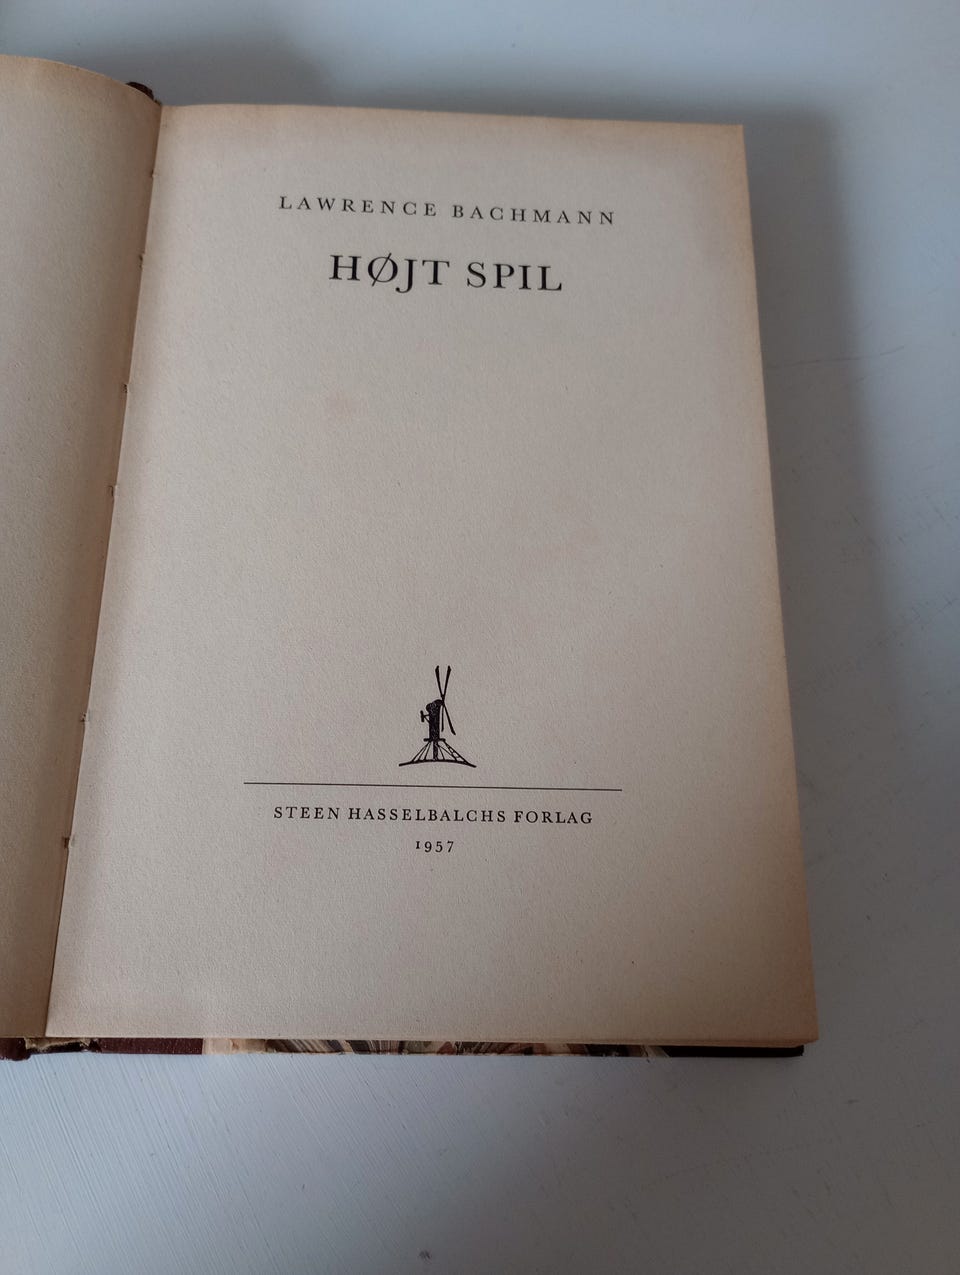 LAWRENCE BACHMANN
HØJT SPIL
STEEN HASSELBALCHS FORLAG
1957